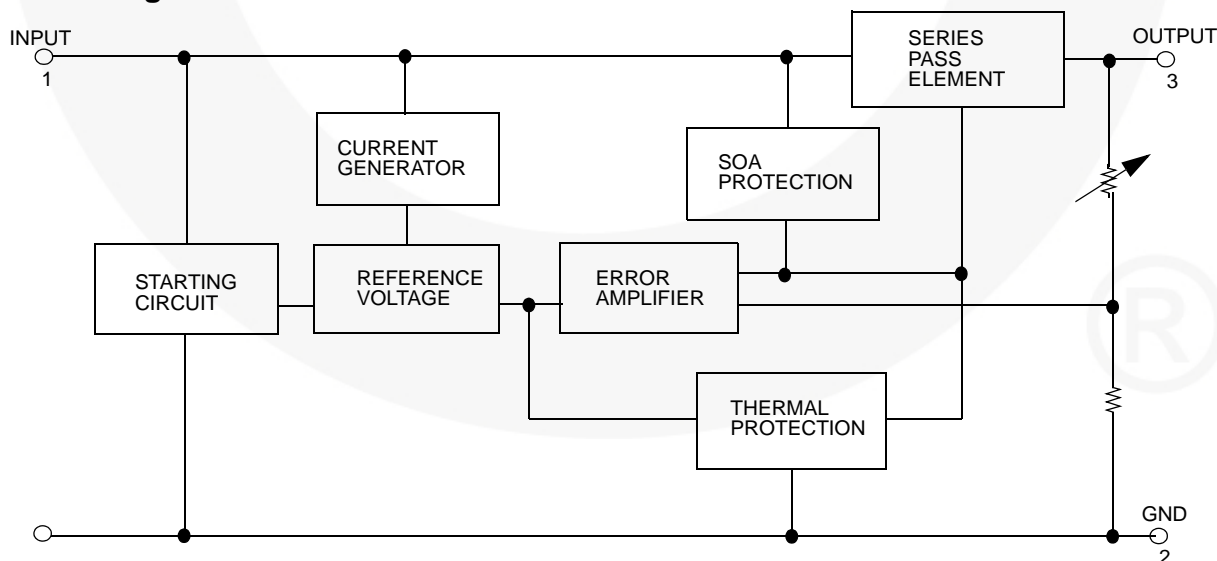 INPUT
1
CURRENT
GENERATOR
SOA
PROTECTION
SERIES
PASS
ELEMENT
OUTPUT
3
STARTING
CIRCUIT
REFERENCE
VOLTAGE
ERROR
AMPLIFIER
THERMAL
PROTECTION
GND
2
®